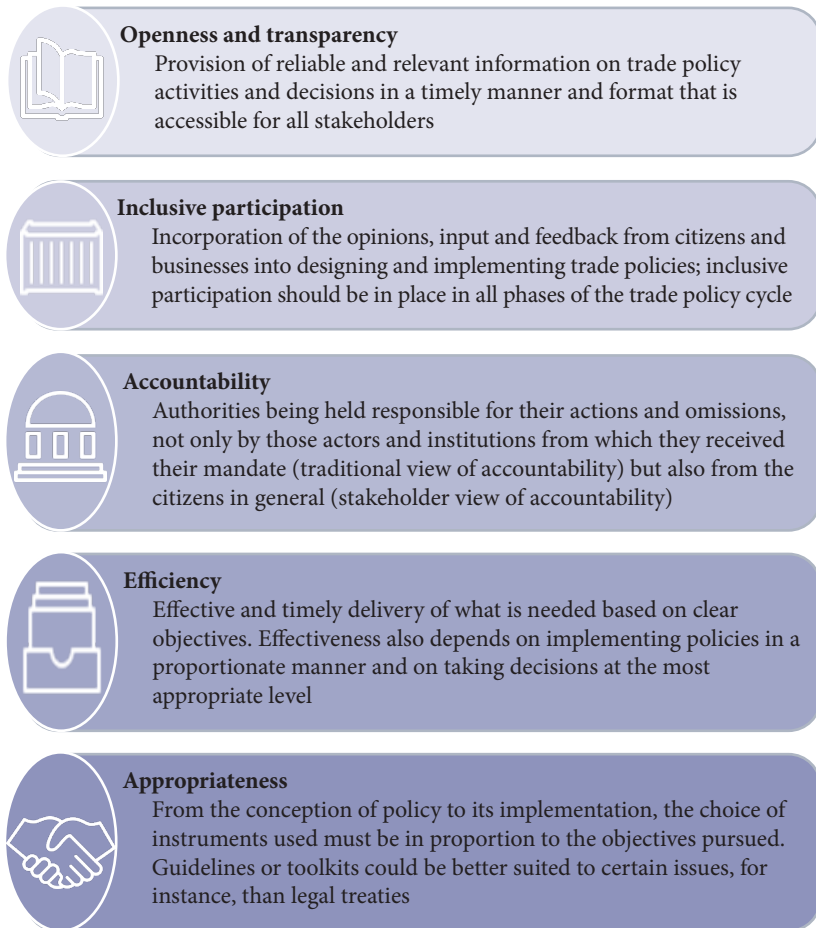 Openness and transparency
Provision of reliable and relevant information on trade policy
activities and decisions in a timely manner and format that is
accessible for all stakeholders
Inclusive participation
Incorporation of the opinions, input and feedback from citizens and
businesses into designing and implementing trade policies; inclusive
participation should be in place in all phases of the trade policy cycle
Accountability
Authorities being held responsible for their actions and omissions,
not only by those actors and institutions from which they received
their mandate (traditional view of accountability) but also from the
citizens in general (stakeholder view of accountability)
Efficiency
Effective and timely delivery of what is needed based on clear
objectives. Effectiveness also depends on implementing policies in a
proportionate manner and on taking decisions at the most
appropriate level
Appropriateness
From the conception of policy to its implementation, the choice of
instruments used must be in proportion to the objectives pursued.
Guidelines or toolkits could be better suited to certain issues, for
instance, than legal treaties